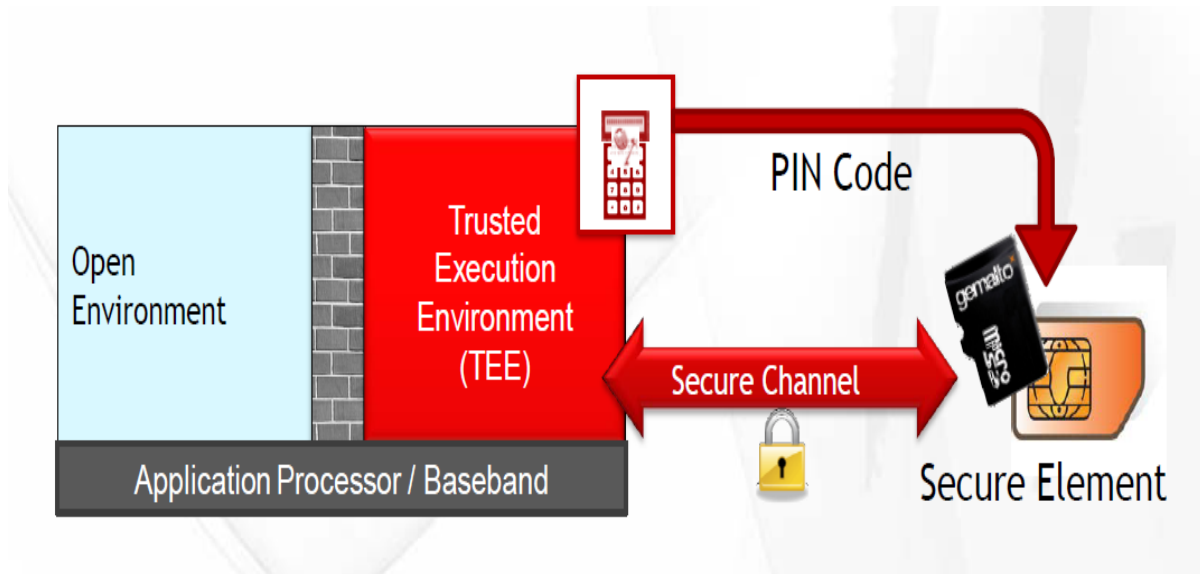 Open
Environment
Trusted
Execution
Environment
(TEE)
PIN Code
gemalto
micro
Secure Channel
Secure Element
Application Processor / Baseband